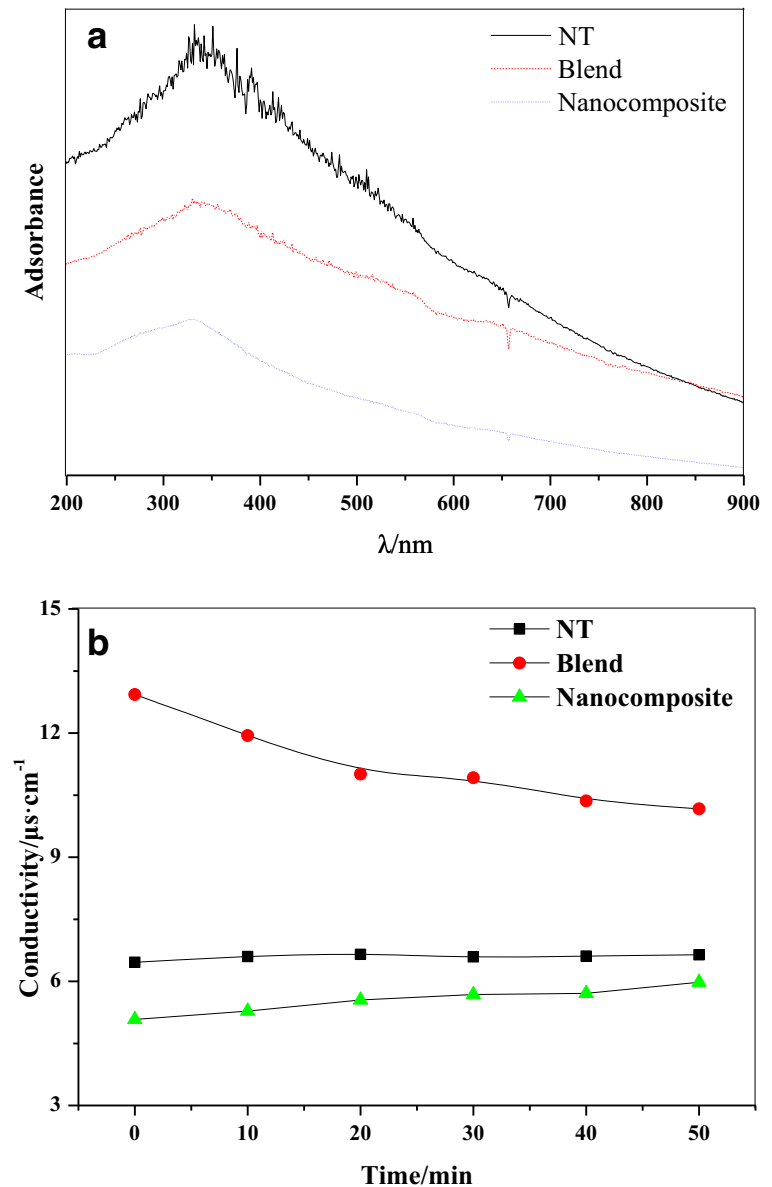 a
NT
Blend
Nanocomposite
Adsorbance
200 300 400 500 600 700 800 900
λ/nm
b
NT
Blend
Nanocomposite
15
12
9
6
3
Conductivity/μs·cm⁻¹
0 10 20 30 40 50
Time/min